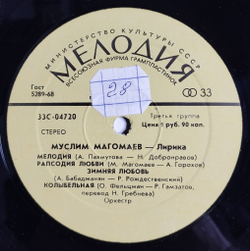 МИНИСТЕРСТВО КУЛЬТУРЫ СССР
МЕЛОДИЯ
ВСЕСОЮЗНАЯ ФИРМА ГРАМПЛАСТИНОК
Гост
5289-68
28
33
33С-04720
СТЕРЕО
Третья группа
Цена 1 руб. 90 коп.
МУСЛИМ МАГОМАЕВ — Лирика
МЕЛОДИЯ (А. Пахмутова — Н. Добронравов)
РАПСОДИЯ ЛЮБВИ (М. Магомаев — А. Горохов)
ЗИМНЯЯ ЛЮБОВЬ
(А. Бабаджанян — Р. Рождественский)
КОЛЫБЕЛЬНАЯ (О. Фельцман — Р. Гамзатов,
перевод Н. Гребнева)
Оркестр